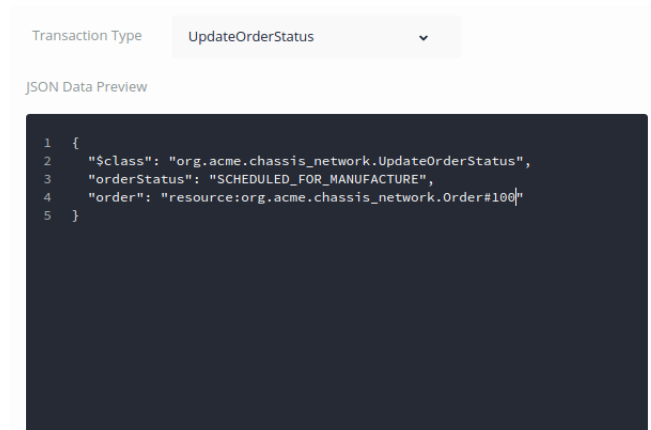 Transaction Type
UpdateOrderStatus
JSON Data Preview
1 {
2 "$class": "org.acme.chassis_network.UpdateOrderStatus",
3 "orderStatus": "SCHEDULED_FOR_MANUFACTURE",
4 "order": "resource:org.acme.chassis_network.Order#100"
5 }